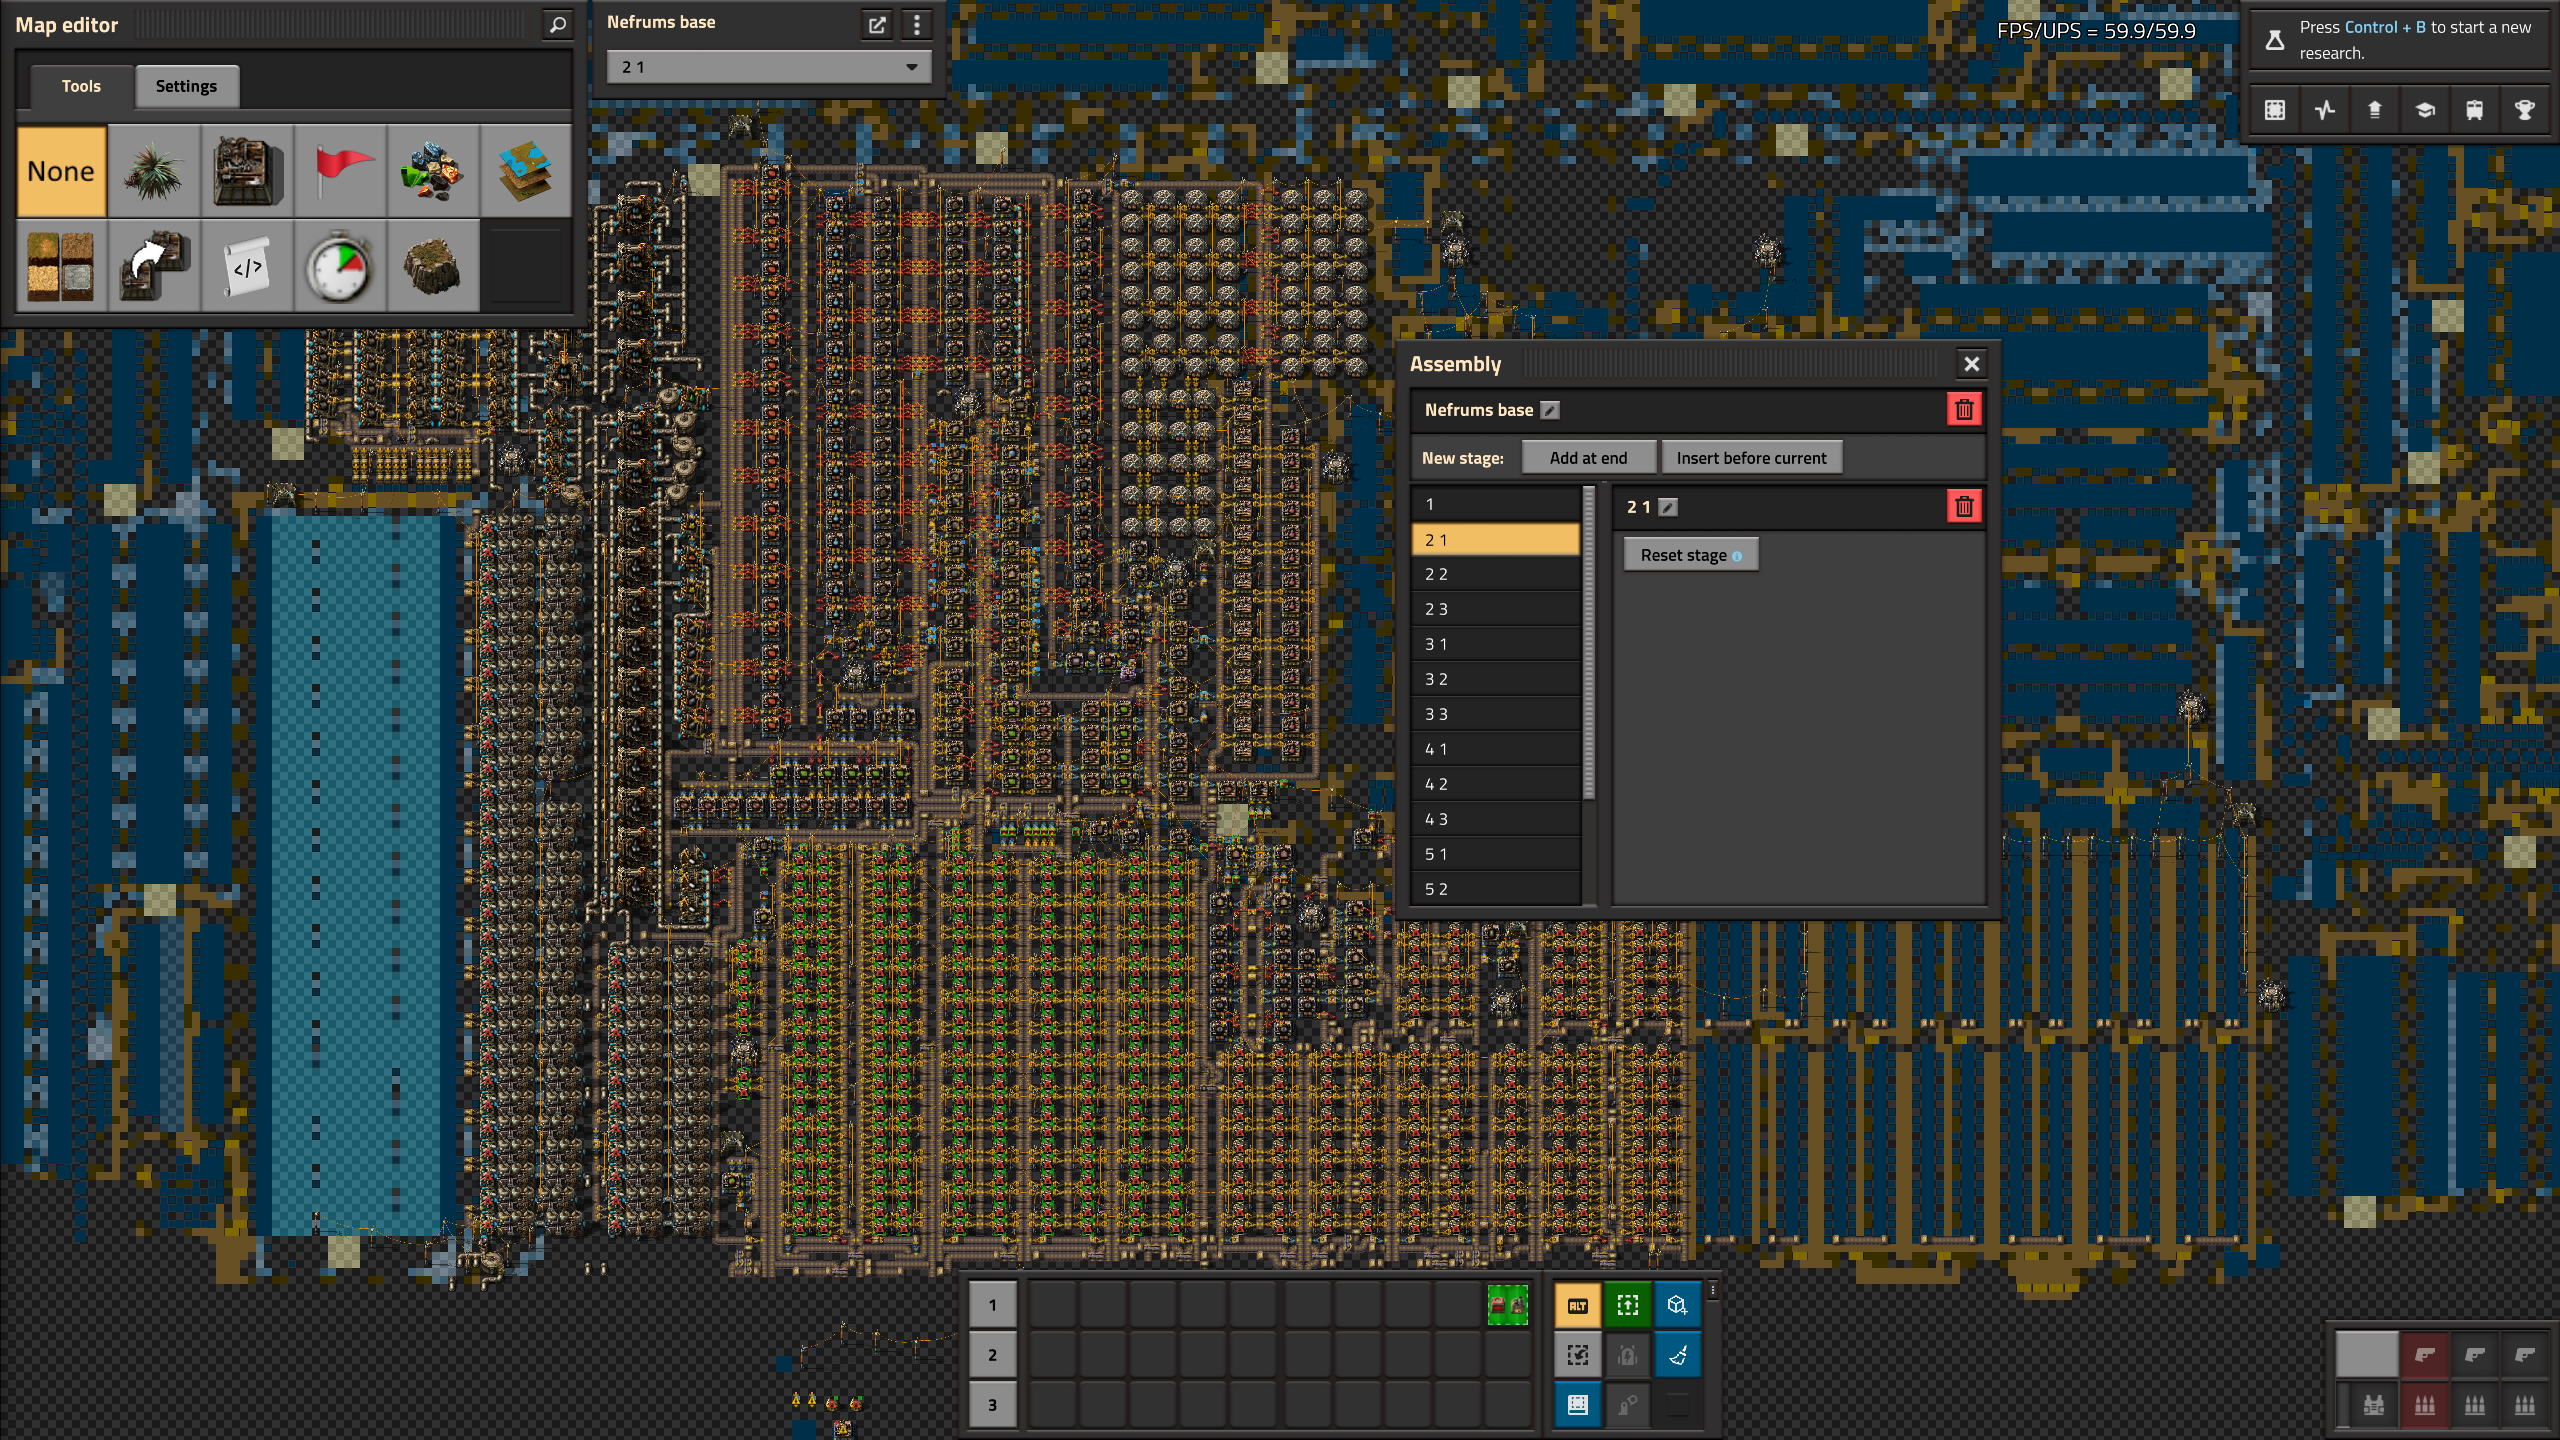 Map editor
Tools
Settings
None
</>
Nefrums base
2 1
FPS/UPS = 59.9/59.9
Press Control + B to start a new
research.
Assembly
Nefrums base
New stage:
Add at end
Insert before current
1
2 1
2 2
2 3
3 1
3 2
3 3
4 1
4 2
4 3
5 1
5 2
2 1
Reset stage
1
2
3
ALT